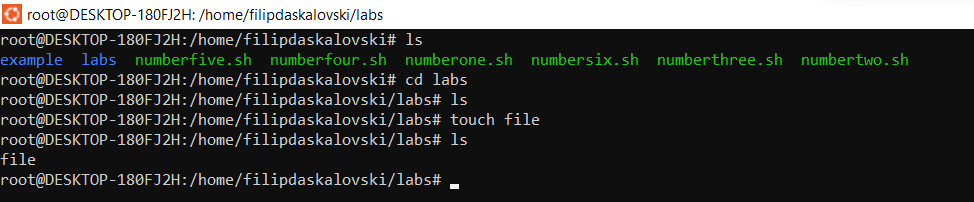 root@DESKTOP-180FJ2H: /home/filipdaskalovski/labs
root@DESKTOP-180FJ2H:/home/filipdaskalovski# ls
example  labs  numberfive.sh  numberfour.sh  numberone.sh  numbersix.sh  numberthree.sh  numbertwo.sh
root@DESKTOP-180FJ2H:/home/filipdaskalovski# cd labs
root@DESKTOP-180FJ2H:/home/filipdaskalovski/labs# ls
root@DESKTOP-180FJ2H:/home/filipdaskalovski/labs# touch file
root@DESKTOP-180FJ2H:/home/filipdaskalovski/labs# ls
file
root@DESKTOP-180FJ2H:/home/filipdaskalovski/labs#